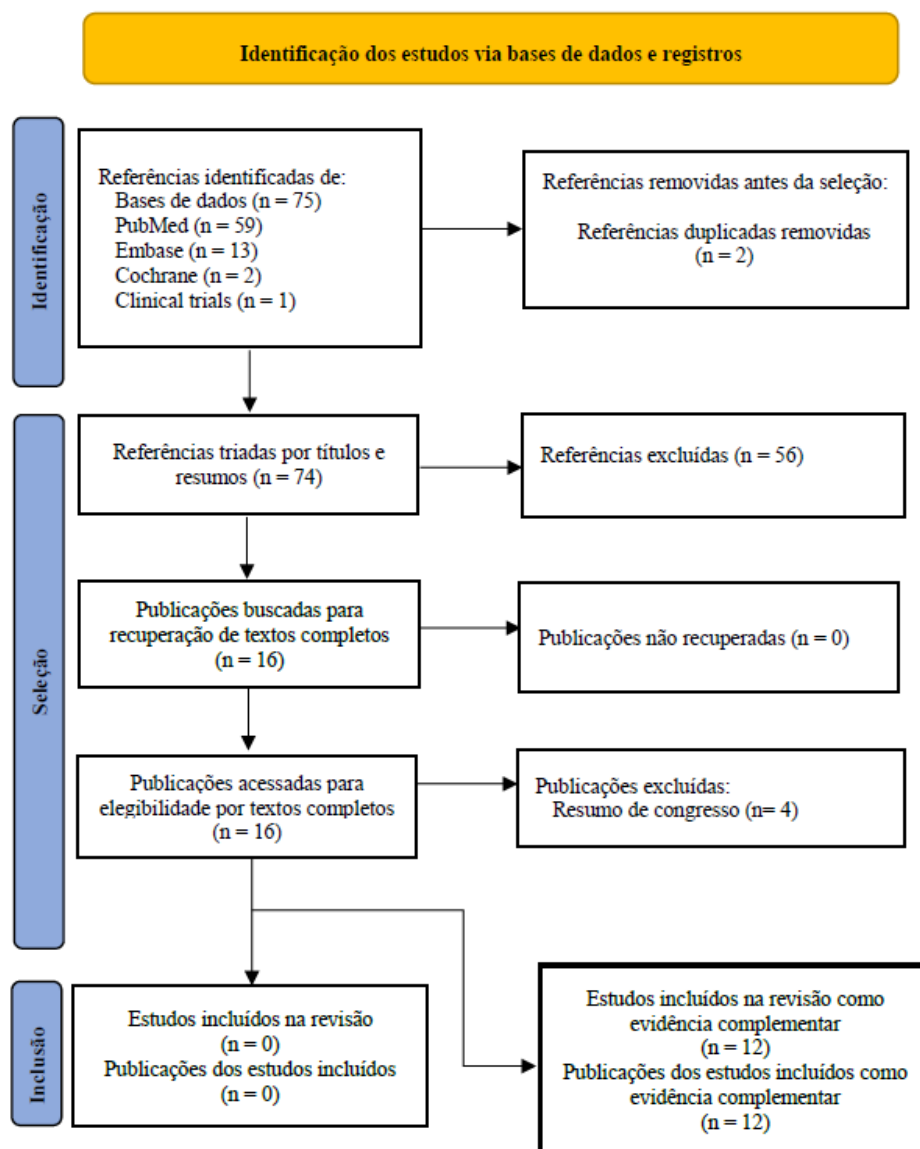 Identificação dos estudos via bases de dados e registros
Identificação
Referências identificadas de:
Bases de dados (n = 75)
PubMed (n = 59)
Embase (n = 13)
Cochrane (n = 2)
Clinical trials (n = 1)
Referências removidas antes da seleção:
Referências duplicadas removidas
(n = 2)
Seleção
Referências triadas por títulos e
resumos (n = 74)
Referências excluídas (n = 56)
Publicações buscadas para
recuperação de textos completos
(n = 16)
Publicações não recuperadas (n = 0)
Publicações acessadas para
elegibilidade por textos completos
(n = 16)
Publicações excluídas:
Resumo de congresso (n= 4)
Inclusão
Estudos incluídos na revisão
(n = 0)
Publicações dos estudos incluídos
(n = 0)
Estudos incluídos na revisão como
evidência complementar
(n = 12)
Publicações dos estudos incluídos como
evidência complementar
(n = 12)